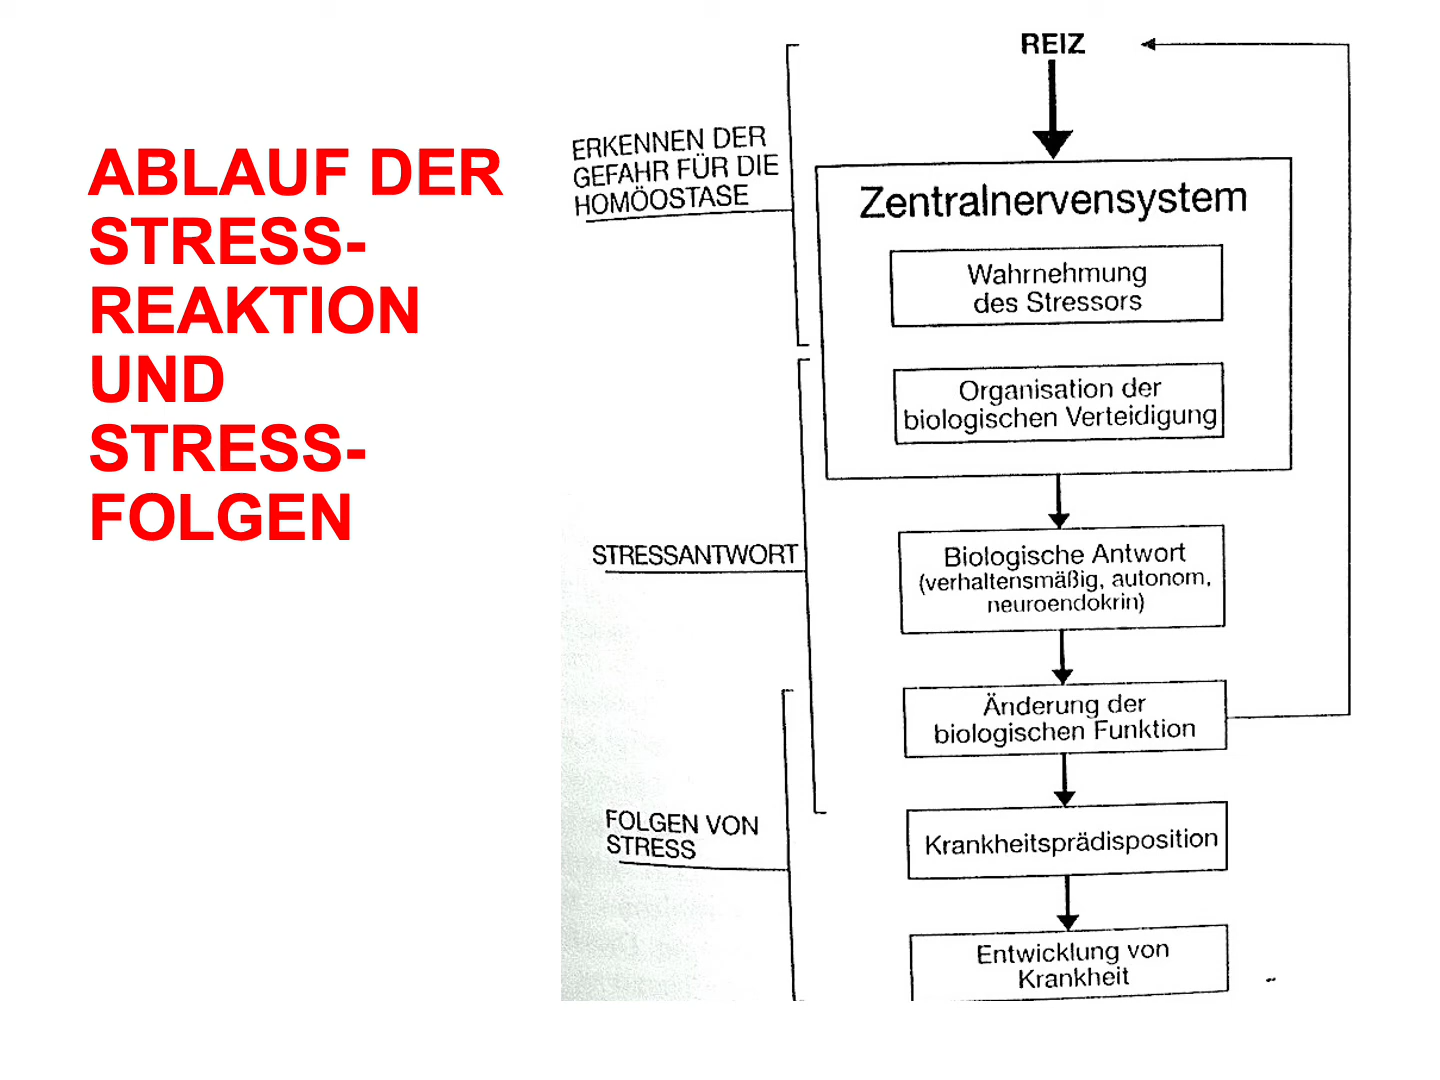 ABLAUF DER
STRESS-
REAKTION
UND
STRESS-
FOLGEN
REIZ
ERKENNEN DER
GEFAHR FÜR DIE
HOMÖOSTASE
Zentralnervensystem
Wahrnehmung
des Stressors
Organisation der
biologischen Verteidigung
STRESSANTWORT
Biologische Antwort
(verhaltensmäßig, autonom,
neuroendokrin)
Änderung der
biologischen Funktion
FOLGEN VON
STRESS
Krankheitsprädisposition
Entwicklung von
Krankheit